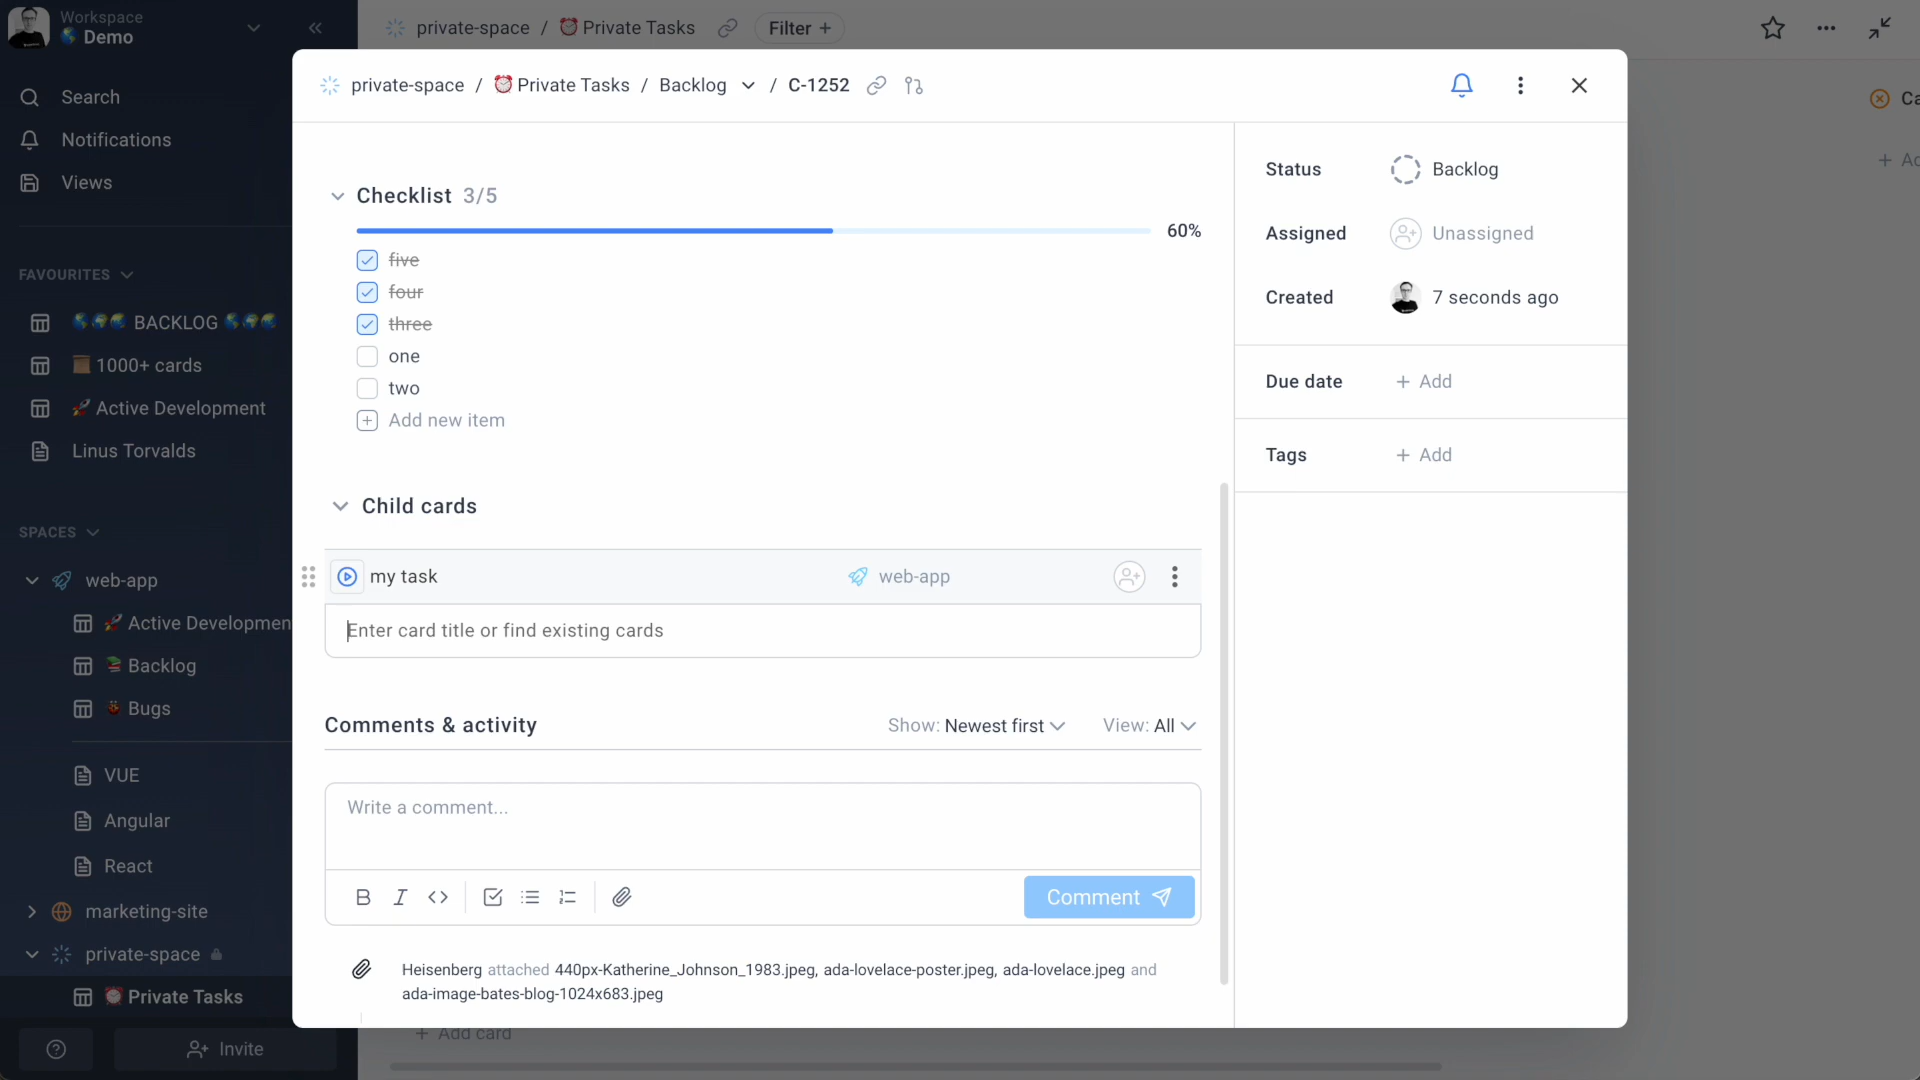 Workspace
Demo
Search
Notifications
Views
FAVOURITES
BACKLOG
1000+ cards
Active Development
Linus Torvalds
SPACES
web-app
Active Developmen
Backlog
Bugs
VUE
Angular
React
marketing-site
private-space
Private Tasks
Invite
private-space / Private Tasks
Filter +
private-space / Private Tasks / Backlog / C-1252
Checklist 3/5
60%
five
four
three
one
two
Add new item
Child cards
my task
web-app
Enter card title or find existing cards
Comments & activity
Show: Newest first
View: All
Write a comment...
Comment
Heisenberg attached 440px-Katherine_Johnson_1983.jpeg, ada-lovelace-poster.jpeg, ada-lovelace.jpeg and
ada-image-bates-blog-1024x683.jpeg
Status Backlog
Assigned Unassigned
Created 7 seconds ago
Due date + Add
Tags + Add
Ca
+ Ac
+ Add card